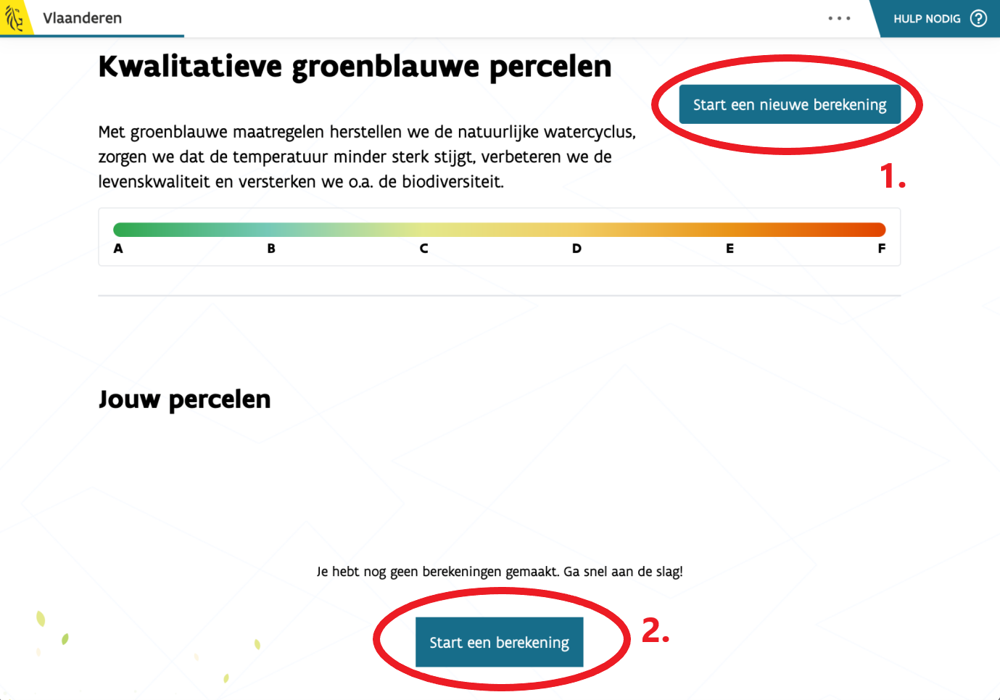 Vlaanderen
HULP NODIG ?
Kwalitatieve groenblauwe percelen
Start een nieuwe berekening
1.
Met groenblauwe maatregelen herstellen we de natuurlijke watercyclus,
zorgen we dat de temperatuur minder sterk stijgt, verbeteren we de
levenskwaliteit en versterken we o.a. de biodiversiteit.
A B C D E F
Jouw percelen
Je hebt nog geen berekeningen gemaakt. Ga snel aan de slag!
Start een berekening
2.